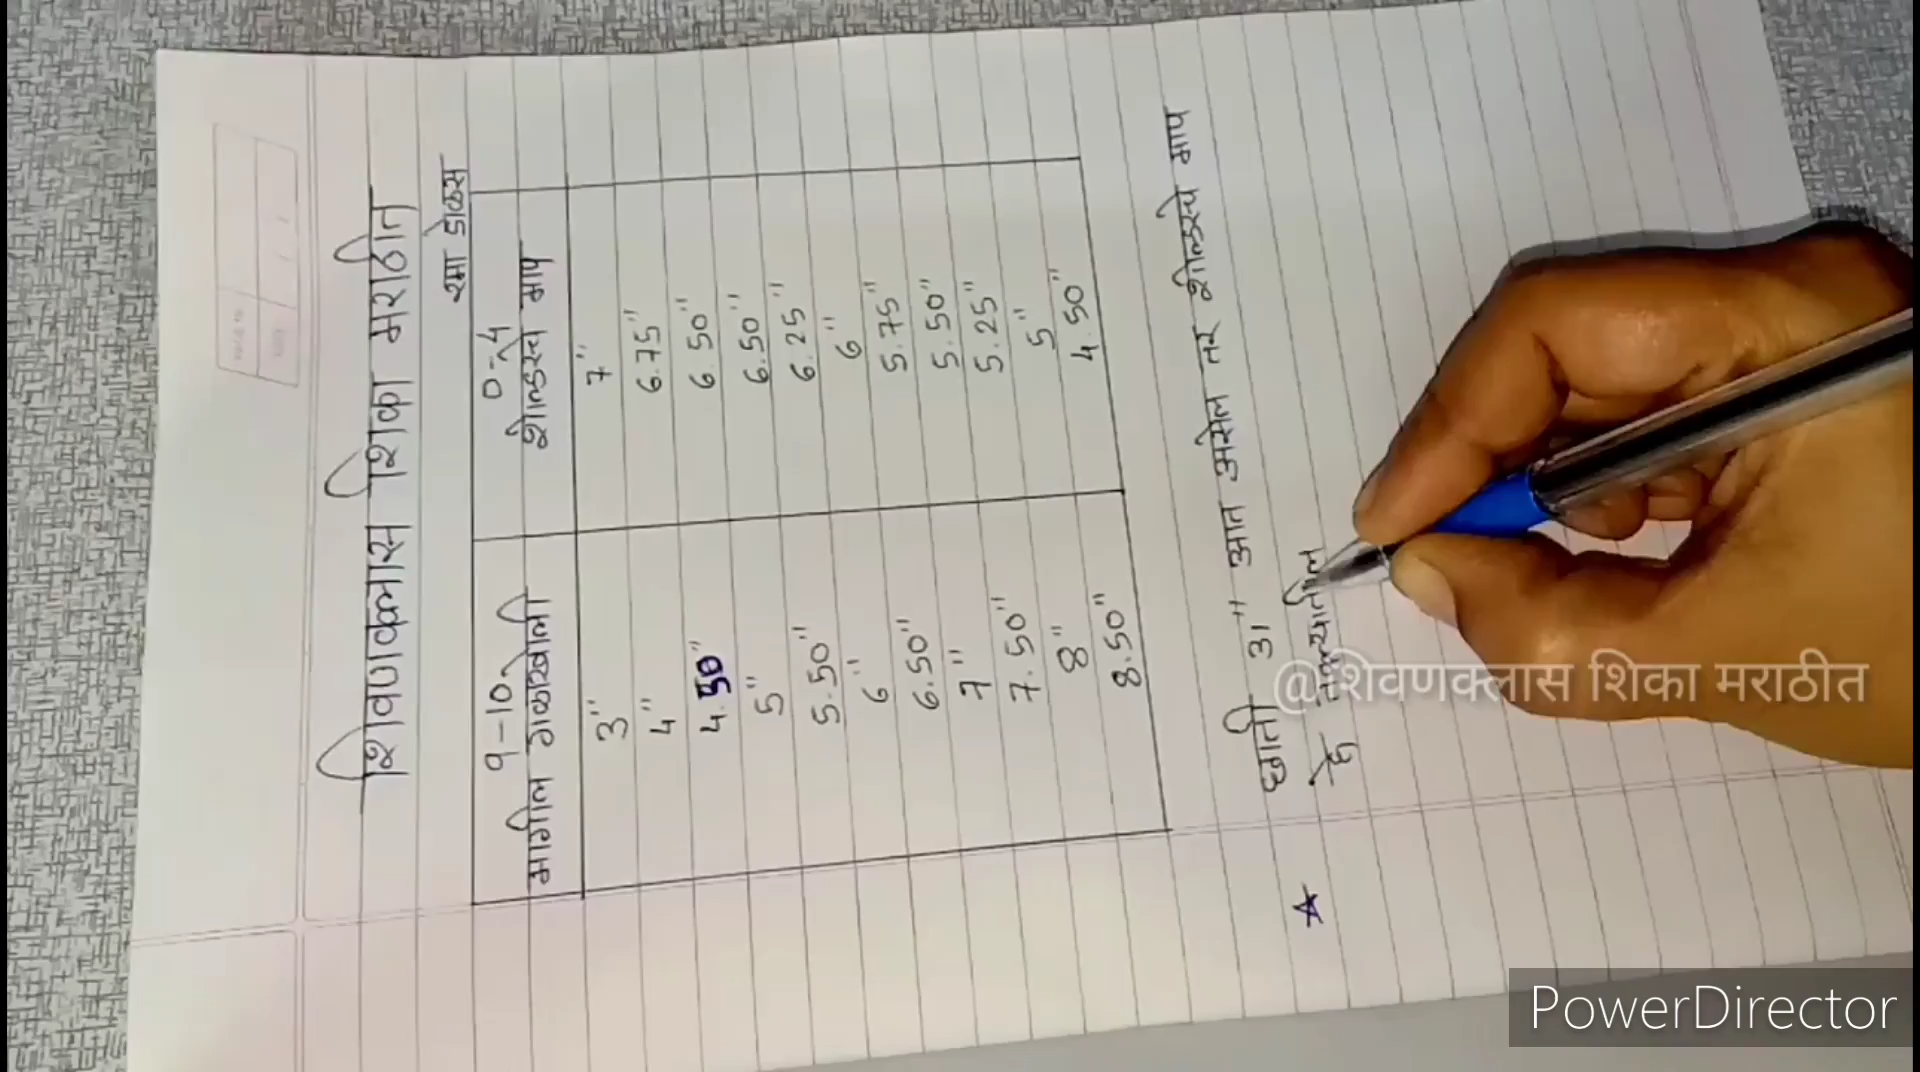 शिवणक्लास शिका मराठीत
रमा डोळस
9-10 0-4
मागील गळाखोली शोल्डरचे माप
3" 7"
4" 6.75"
4.50" 6.50"
5" 6.50"
5.50" 6.25"
6" 6"
6.50" 5.75"
7" 5.50"
7.50" 5.25"
8" 5"
8.50" 4.50"
छाती 31" आत असेल तर शोल्डरचे माप
हे तक्त्यातील
@शिवणक्लास शिका मराठीत
PowerDirector